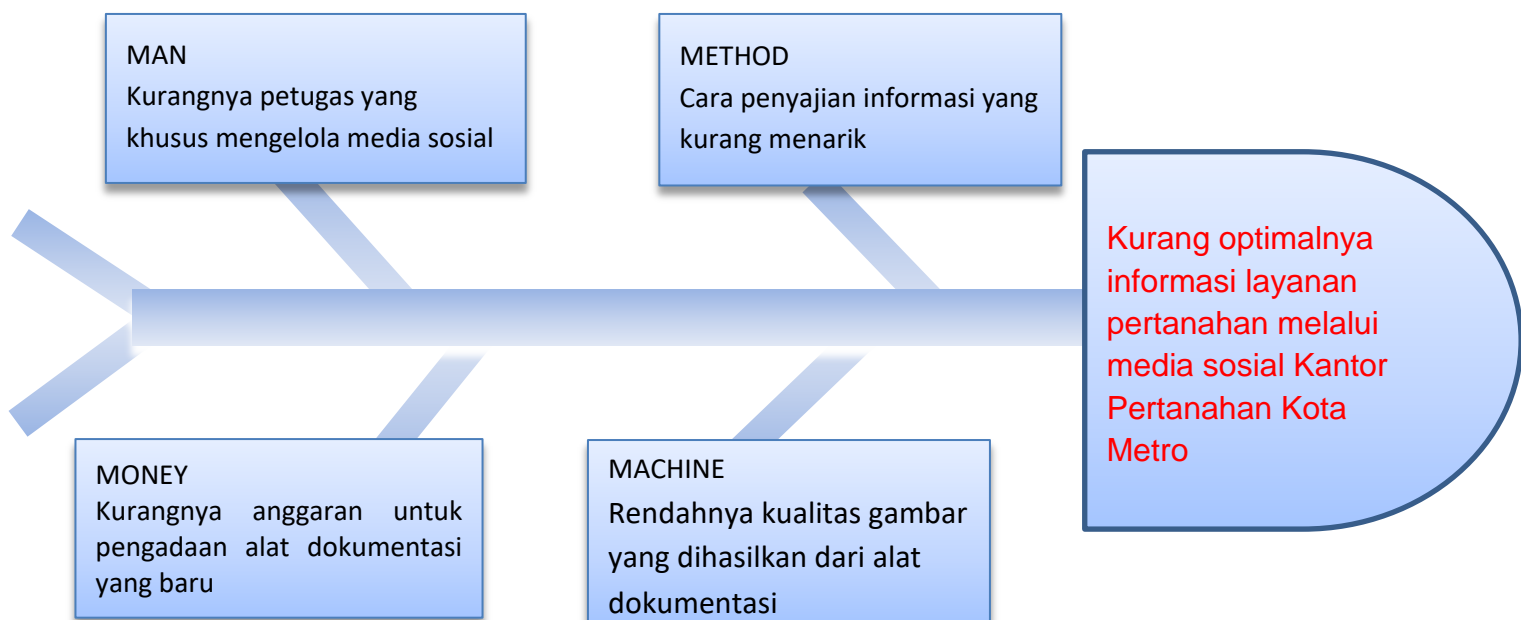 MAN
Kurangnya petugas yang
khusus mengelola media sosial
METHOD
Cara penyajian informasi yang
kurang menarik
Kurang optimalnya
informasi layanan
pertanahan melalui
media sosial Kantor
Pertanahan Kota
Metro
MONEY
Kurangnya anggaran untuk
pengadaan alat dokumentasi
yang baru
MACHINE
Rendahnya kualitas gambar
yang dihasilkan dari alat
dokumentasi